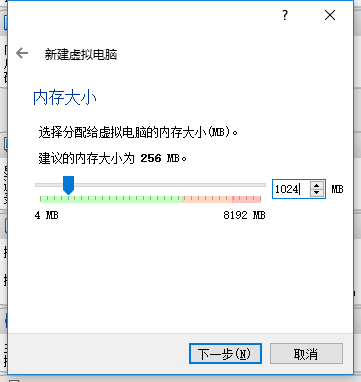 ?
新建虚拟电脑
内存大小
选择分配给虚拟电脑的内存大小(MB)。
建议的内存大小为 256 MB。
1024 MB
4 MB 8192 MB
下一步(N) 取消